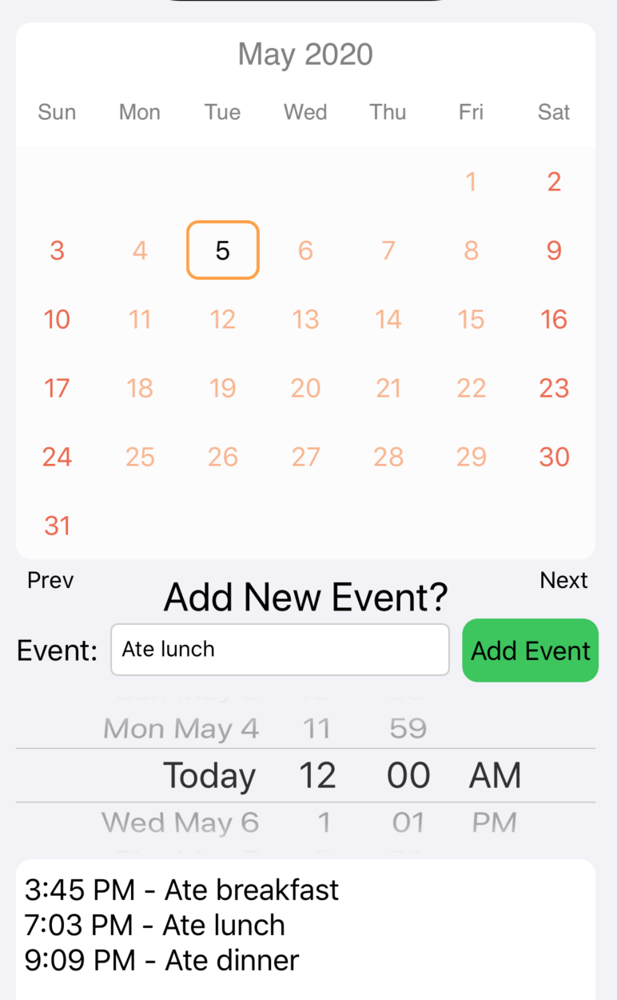 May 2020
Sun Mon Tue Wed Thu Fri Sat
1 2
3 4 5 6 7 8 9
10 11 12 13 14 15 16
17 18 19 20 21 22 23
24 25 26 27 28 29 30
31
Prev Next
Add New Event?
Event: Ate lunch Add Event
Mon May 4 11 59
Today 12 00 AM
Wed May 6 1 01 PM
3:45 PM - Ate breakfast
7:03 PM - Ate lunch
9:09 PM - Ate dinner